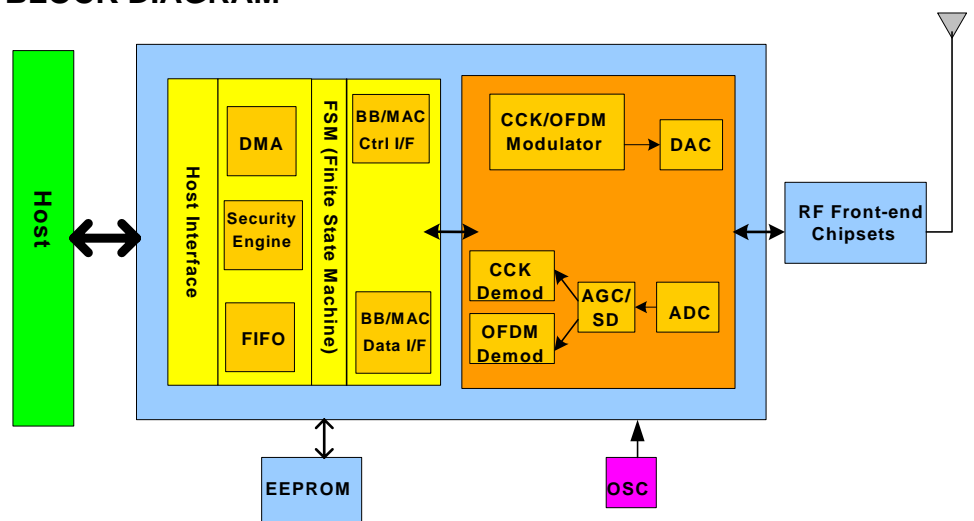 BLOCK DIAGRAM
Host
Host Interface
DMA
Security
Engine
FIFO
FSM (Finite State Machine)
BB/MAC
Ctrl I/F
BB/MAC
Data I/F
CCK/OFDM
Modulator
DAC
CCK
Demod
OFDM
Demod
AGC/
SD
ADC
RF Front-end
Chipsets
EEPROM
OSC